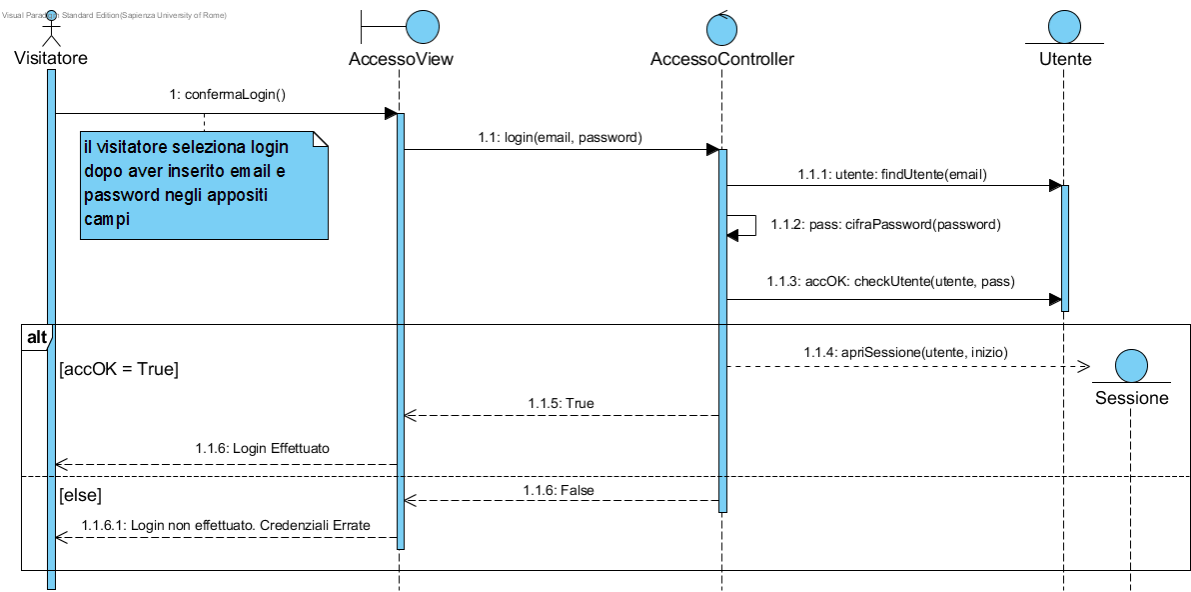 Visual Paradigm Standard Edition(Sapienza University of Rome)
Visitatore
AccessoView
AccessoController
Utente
1: confermaLogin()
il visitatore seleziona login
dopo aver inserito email e
password negli appositi
campi
1.1: login(email, password)
1.1.1: utente: findUtente(email)
1.1.2: pass: cifraPassword(password)
1.1.3: accOK: checkUtente(utente, pass)
alt
[accOK = True]
1.1.4: apriSessione(utente, inizio)
Sessione
1.1.5: True
1.1.6: Login Effettuato
[else]
1.1.6: False
1.1.6.1: Login non effettuato. Credenziali Errate